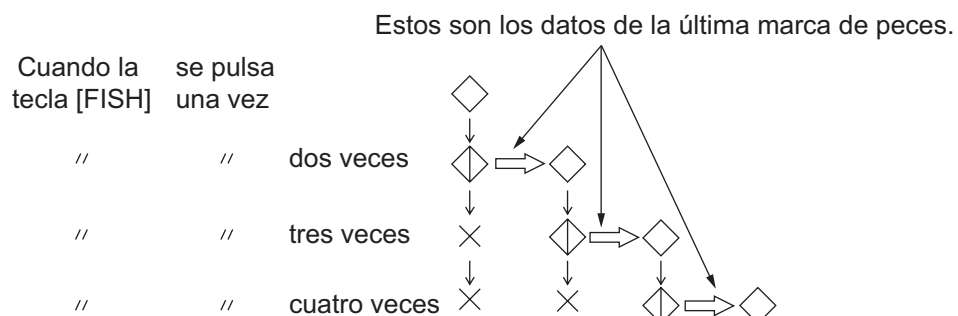 Estos son los datos de la última marca de peces.
Cuando la se pulsa
tecla [FISH] una vez
〃 〃 dos veces
〃 〃 tres veces
〃 〃 cuatro veces